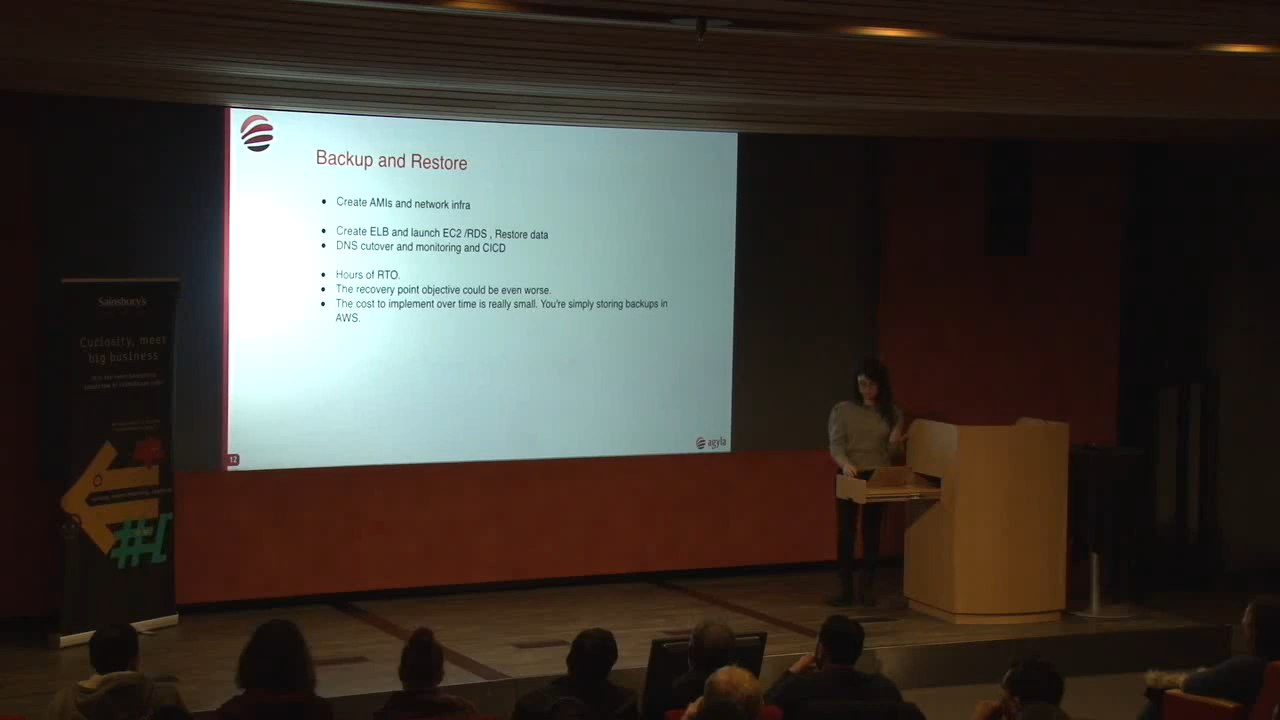 Backup and Restore
• Create AMIs and network infra
• Create ELB and launch EC2 /RDS , Restore data
• DNS cutover and monitoring and CICD
• Hours of RTO.
• The recovery point objective could be even worse.
• The cost to implement over time is really small. You're simply storing backups in
AWS.
12
agyla
Sainsbury's
Curiosity, meet
big business